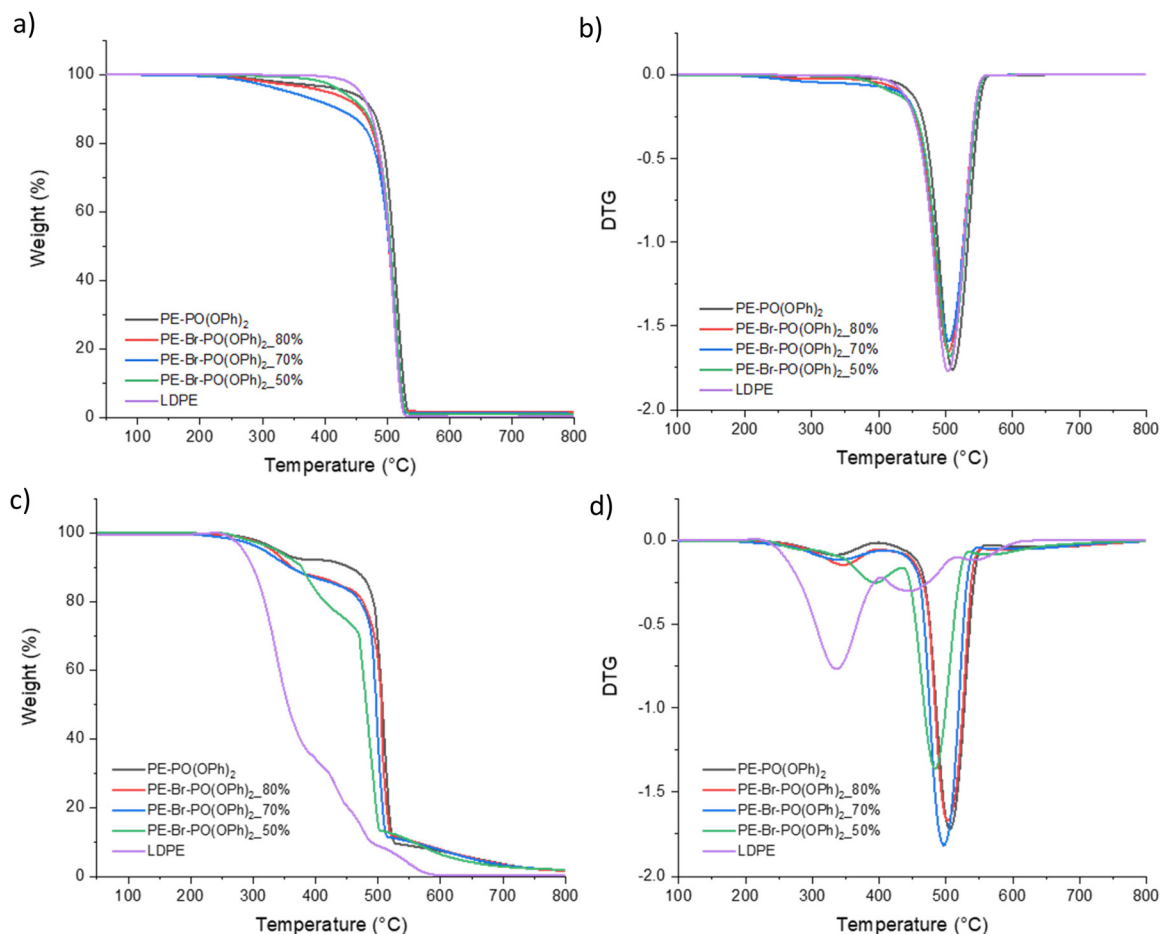 a)
100
80
60
40
20
0
Weight (%)
PE-PO(OPh)₂
PE-Br-PO(OPh)₂_80%
PE-Br-PO(OPh)₂_70%
PE-Br-PO(OPh)₂_50%
LDPE
100 200 300 400 500 600 700 800
Temperature (°C)
b)
0.0
-0.5
-1.0
-1.5
-2.0
DTG
PE-PO(OPh)₂
PE-Br-PO(OPh)₂_80%
PE-Br-PO(OPh)₂_70%
PE-Br-PO(OPh)₂_50%
LDPE
100 200 300 400 500 600 700 800
Temperature (°C)
c)
100
80
60
40
20
0
Weight (%)
PE-PO(OPh)₂
PE-Br-PO(OPh)₂_80%
PE-Br-PO(OPh)₂_70%
PE-Br-PO(OPh)₂_50%
LDPE
100 200 300 400 500 600 700 800
Temperature (°C)
d)
0.0
-0.5
-1.0
-1.5
-2.0
DTG
PE-PO(OPh)₂
PE-Br-PO(OPh)₂_80%
PE-Br-PO(OPh)₂_70%
PE-Br-PO(OPh)₂_50%
LDPE
100 200 300 400 500 600 700 800
Temperature (°C)